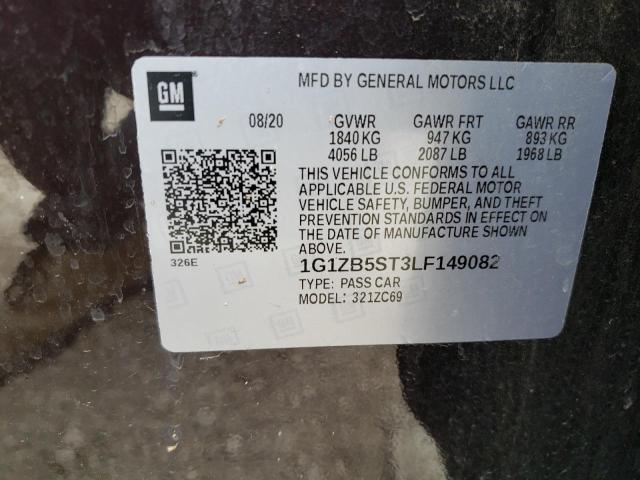 GM
MFD BY GENERAL MOTORS LLC
08/20 GVWR GAWR FRT GAWR RR
1840 KG 947 KG 893 KG
4056 LB 2087 LB 1968 LB
THIS VEHICLE CONFORMS TO ALL
APPLICABLE U.S. FEDERAL MOTOR
VEHICLE SAFETY, BUMPER, AND THEFT
PREVENTION STANDARDS IN EFFECT ON
THE DATE OF MANUFACTURE SHOWN
ABOVE.
326E
1G1ZB5ST3LF149082
TYPE: PASS CAR
MODEL: 321ZC69